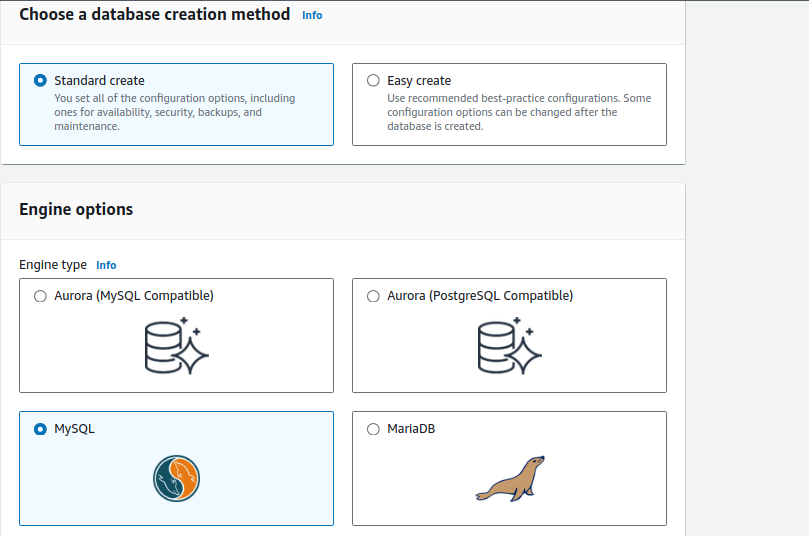 Choose a database creation method Info
Standard create
You set all of the configuration options, including
ones for availability, security, backups, and
maintenance.
Easy create
Use recommended best-practice configurations. Some
configuration options can be changed after the
database is created.
Engine options
Engine type Info
Aurora (MySQL Compatible)
Aurora (PostgreSQL Compatible)
MySQL
MariaDB